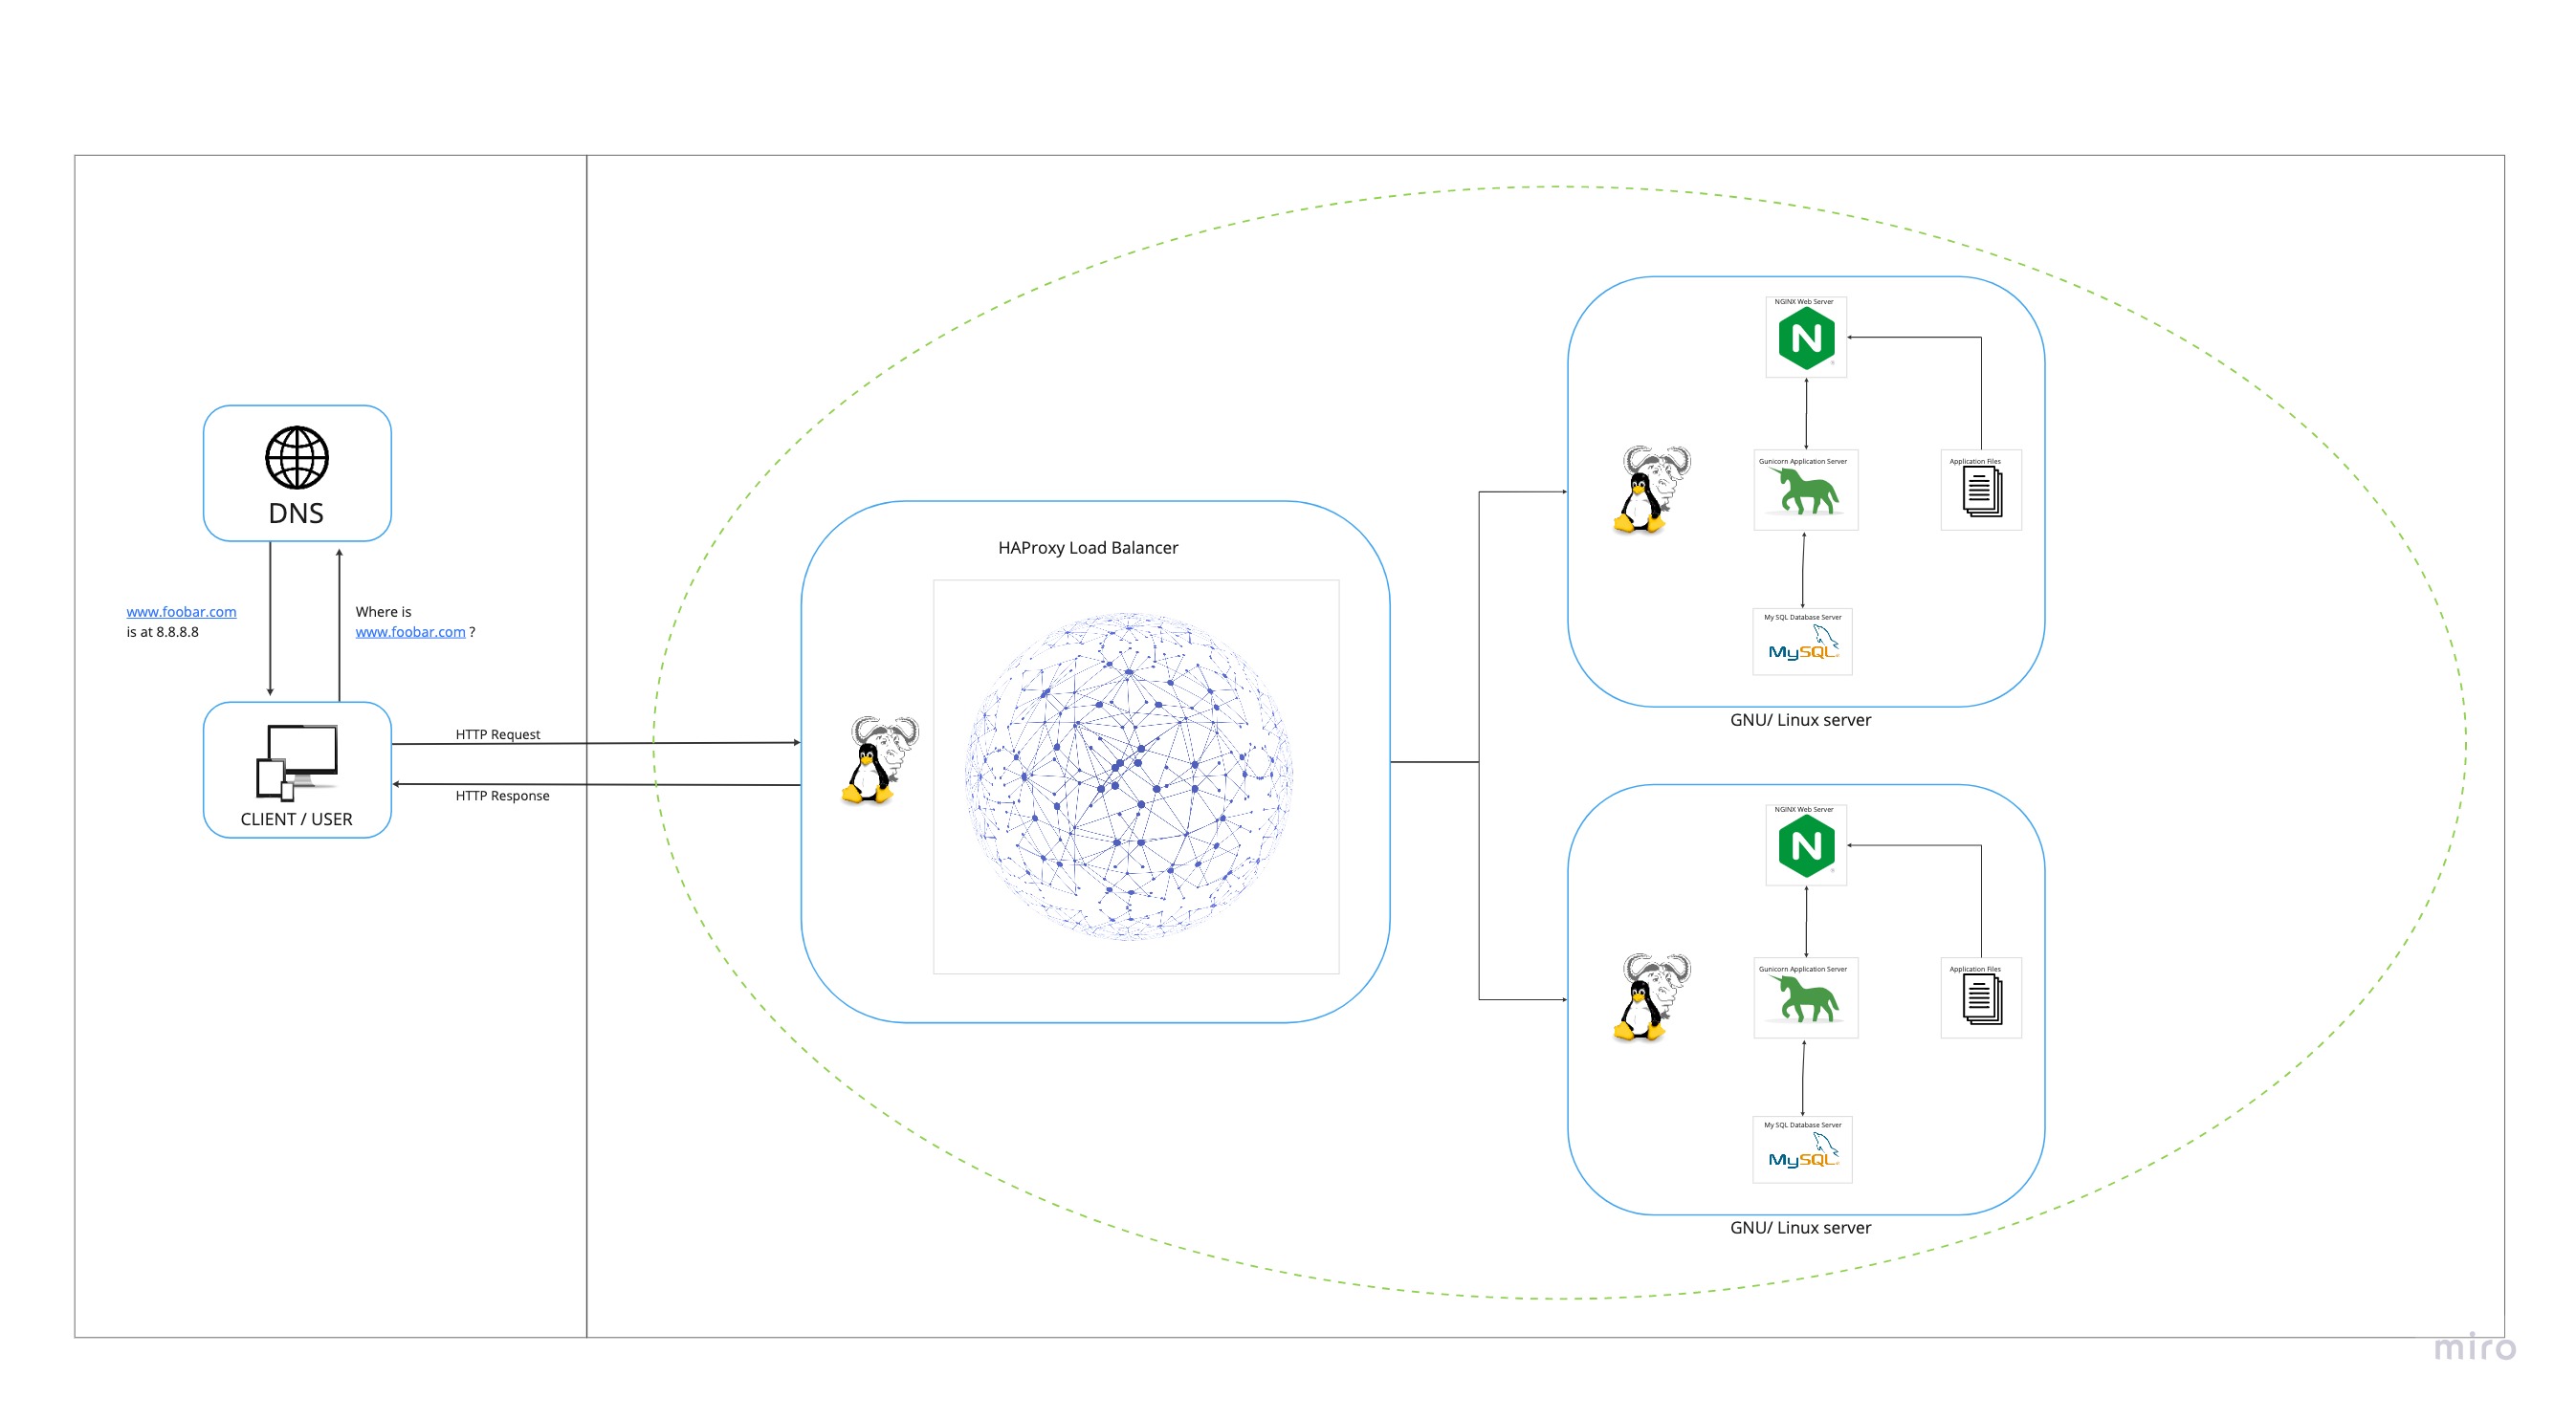 DNS
www.foobar.com
is at 8.8.8.8
Where is
www.foobar.com ?
CLIENT / USER
HTTP Request
HTTP Response
HAProxy Load Balancer
NGINX Web Server
N
Gunicorn Application Server
Application Files
My SQL Database Server
MySQL
GNU/ Linux server
NGINX Web Server
N
Gunicorn Application Server
Application Files
My SQL Database Server
MySQL
GNU/ Linux server
miro